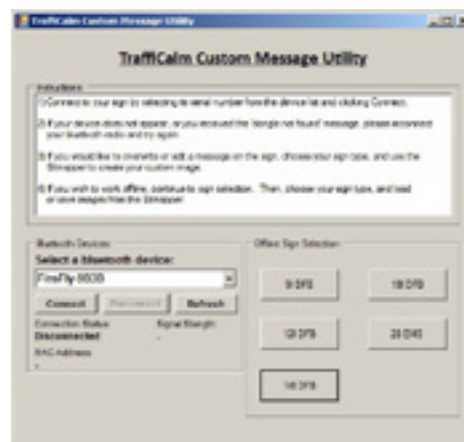 TraffiCalm Custom Message Utility
TraffiCalm Custom Message Utility
Instructions
1) Connect to your sign by selecting its serial number from the device list and clicking Connect.
2) If your device does not appear, or you received the 'dongle not found' message, please reconnect
your bluetooth radio and try again.
3) If you would like to overwrite or edit a message on the sign, choose your sign type, and use the
Bitmapper to create your custom image.
4) If you wish to work offline, continue to sign selection. Then, choose your sign type, and load
or save images from the Bitmapper.
Bluetooth Devices
Select a bluetooth device:
Connect Disconnect Refresh
Connection Status Signal Strength
Disconnected -
MAC Address
-
Offline Sign Selection